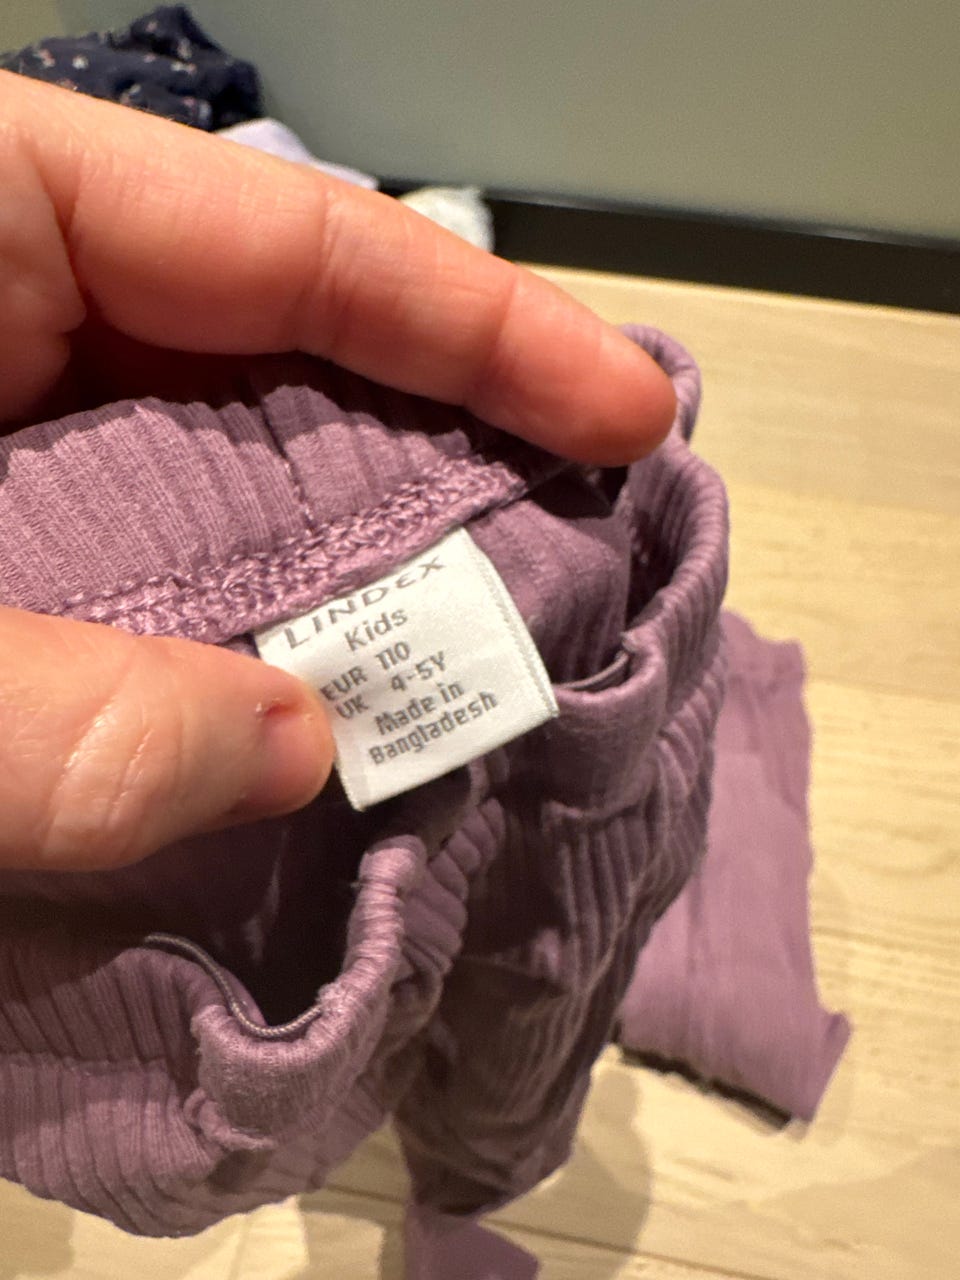 LINDEX
Kids
EUR 110
UK 4-5Y
Made in
Bangladesh